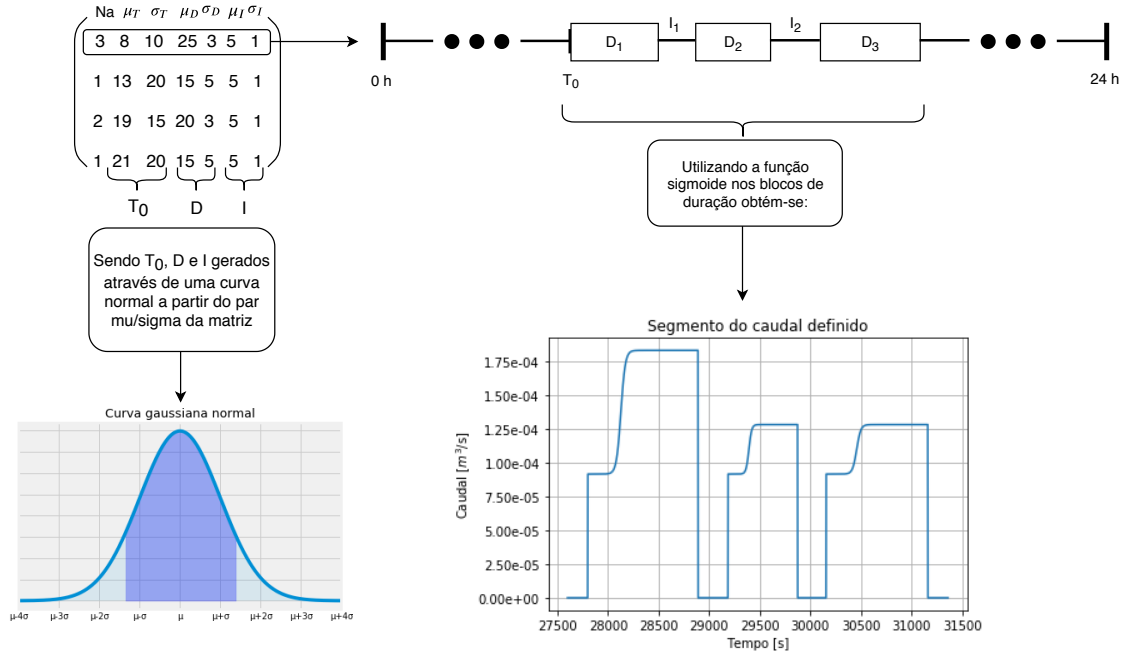 Na μT σT μD σD μI σI
3 8 10 25 3 5 1
1 13 20 15 5 5 1
2 19 15 20 3 5 1
1 21 20 15 5 5 1
T0 D I
D1 I1 D2 I2 D3
0 h T0 24 h
Sendo T0, D e I gerados
através de uma curva
normal a partir do par
mu/sigma da matriz
Utilizando a função
sigmoide nos blocos de
duração obtém-se:
Curva gaussiana normal
μ-4σ μ-3σ μ-2σ μ-σ μ μ+σ μ+2σ μ+3σ μ+4σ
Segmento do caudal definido
Caudal [m³/s]
1.75e-04
1.50e-04
1.25e-04
1.00e-04
7.50e-05
5.00e-05
2.50e-05
0.00e+00
27500 28000 28500 29000 29500 30000 30500 31000 31500
Tempo [s]